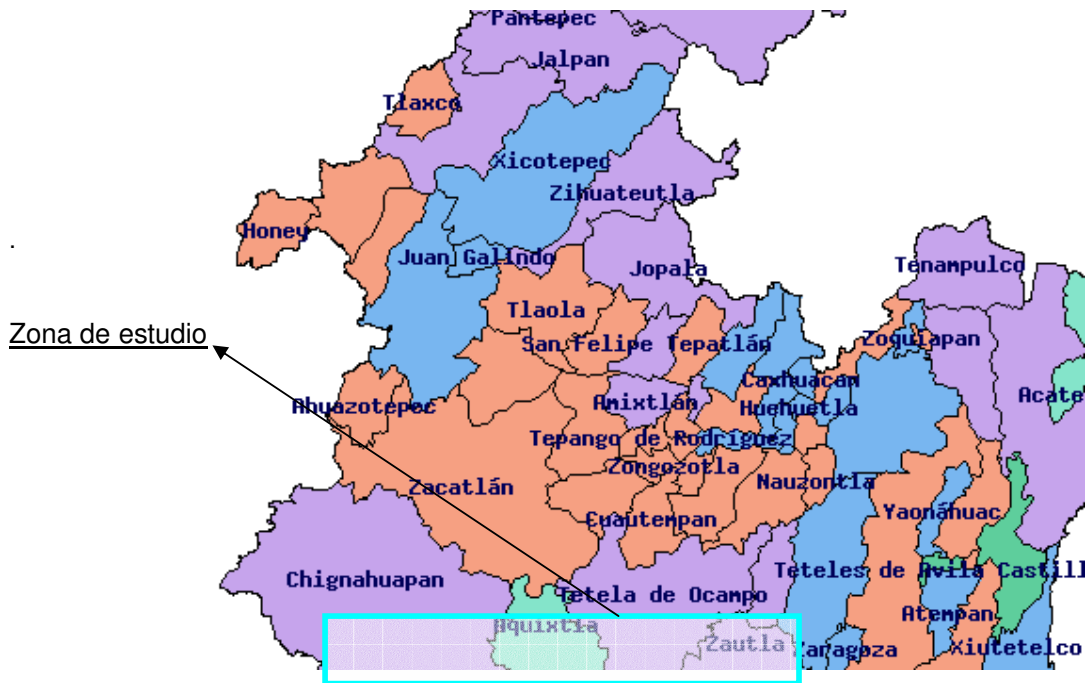 Pantepec
Jalpan
Tlaxco
Xicotepec
Zihuateutla
Honey
.
Juan Galindo
Jopala
Tenampulco
Tlaola
Zona de estudio
San Felipe Tepatlán
Zoquiapan
Caxhuacan
Ahuazotepec
Amixtlán
Huehuetla
Acate
Tepango de Rodríguez
Zongozotla
Zacatlán
Nauzontla
Cuautempan
Yaonáhuac
Chignahuapan
Teteles de Avila Castill
Tetela de Ocampo
Atempan
Aquixtla
Zautla
Zaragoza
Xiutetelco